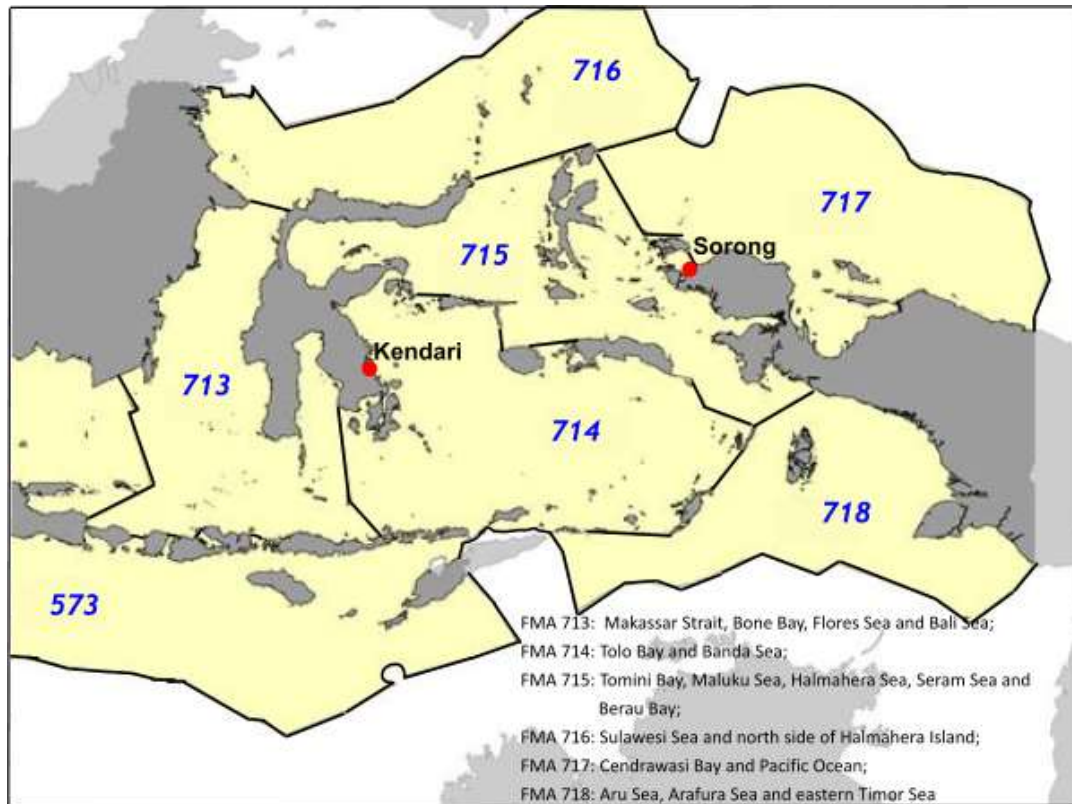 716
717
Sorong
715
Kendari
713
714
718
573
FMA 713: Makassar Strait, Bone Bay, Flores Sea and Bali Sea;
FMA 714: Tolo Bay and Banda Sea;
FMA 715: Tomini Bay, Maluku Sea, Halmahera Sea, Seram Sea and
Berau Bay;
FMA 716: Sulawesi Sea and north side of Halmahera Island;
FMA 717: Cendrawasi Bay and Pacific Ocean;
FMA 718: Aru Sea, Arafura Sea and eastern Timor Sea